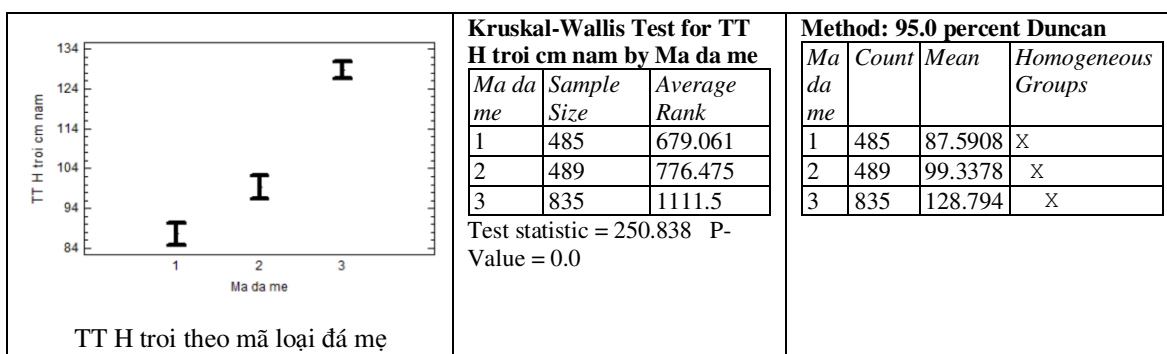 134
124
114
104
94
84
TT H troi cm nam
1 2 3
Ma da me
TT H troi theo mã loại đá mẹ
Kruskal-Wallis Test for TT
H troi cm nam by Ma da me
Ma da me Sample Size Average Rank
1 485 679.061
2 489 776.475
3 835 1111.5
Test statistic = 250.838 P-
Value = 0.0
Method: 95.0 percent Duncan
Ma da me Count Mean Homogeneous Groups
1 485 87.5908 X
2 489 99.3378 X
3 835 128.794 X